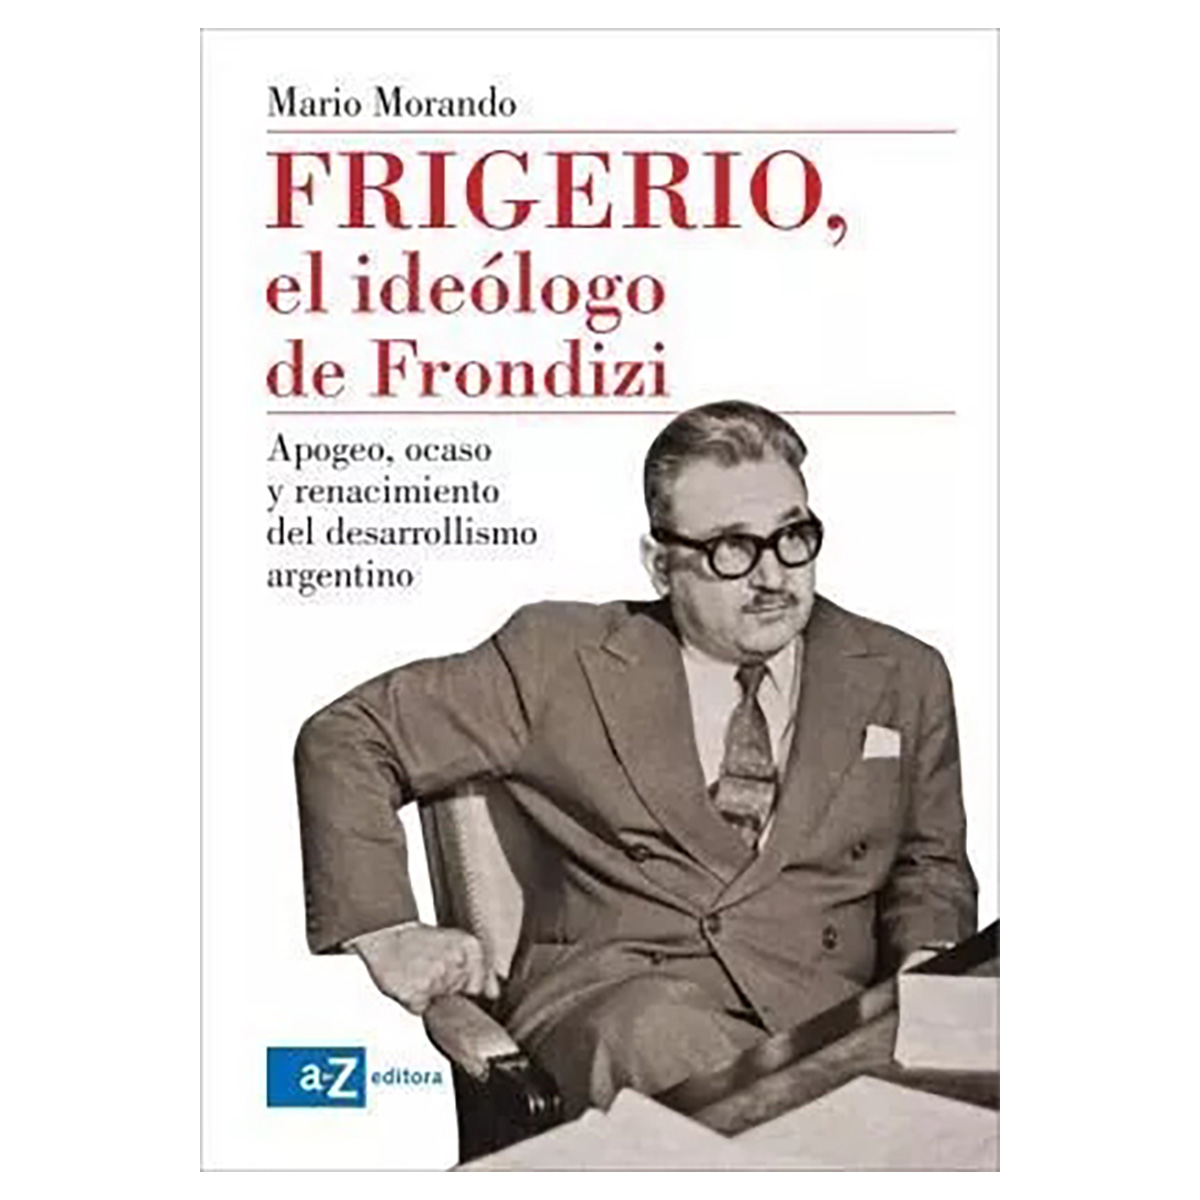 Mario Morando
FRIGERIO,
el ideólogo
de Frondizi
Apogeo, ocaso
y renacimiento
del desarrollismo
argentino
a-Z editora